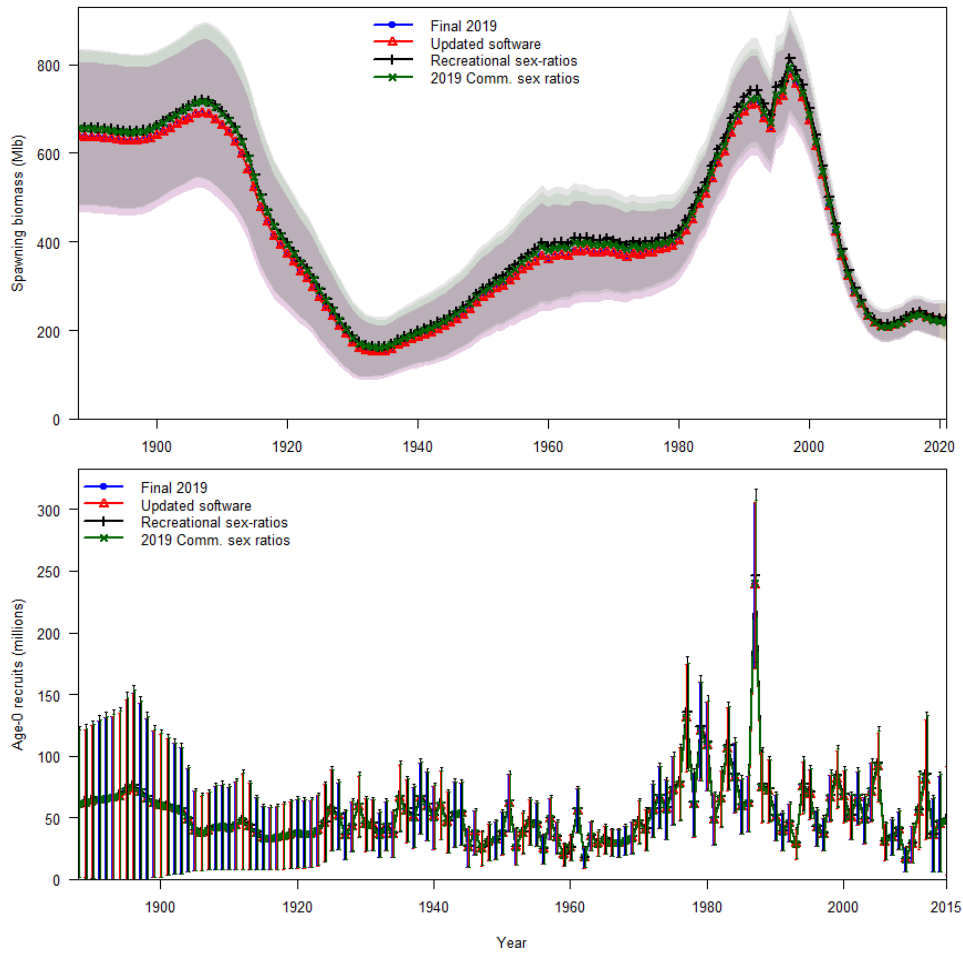 Final 2019
Updated software
Recreational sex-ratios
2019 Comm. sex ratios
Spawning biomass (Mlb)
800
600
400
200
0
1900 1920 1940 1960 1980 2000 2020
Final 2019
Updated software
Recreational sex-ratios
2019 Comm. sex ratios
Age-0 recruits (millions)
300
250
200
150
100
50
0
1900 1920 1940 1960 1980 2000 2015
Year